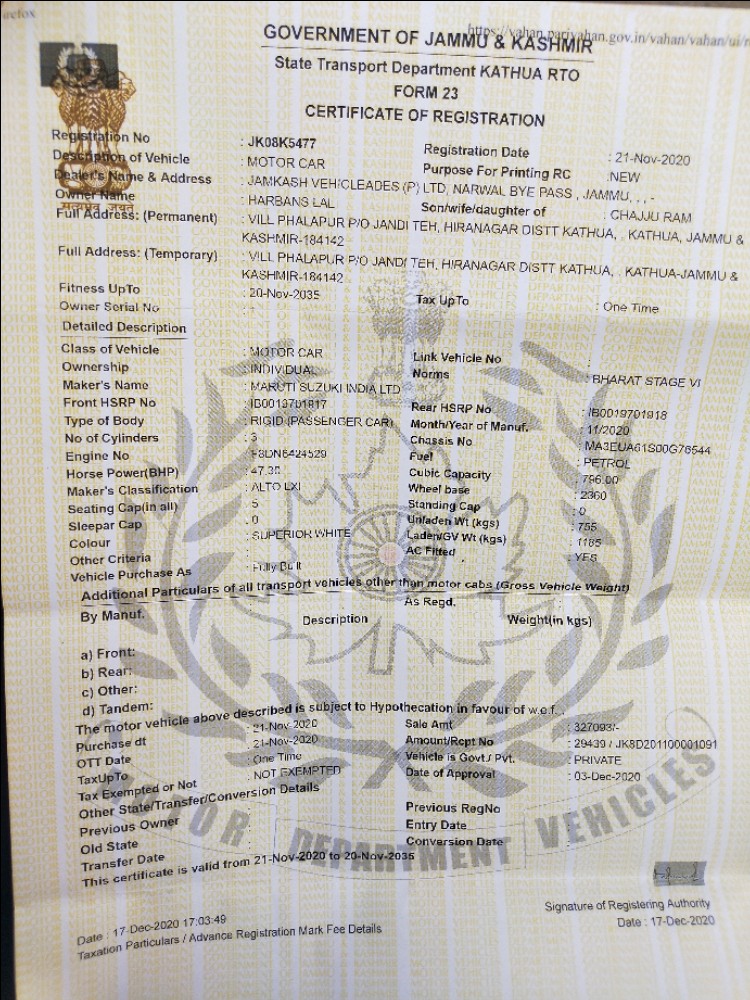 irefox
https://vahan.parivahan.gov.in/vahan/vahan/ui/
GOVERNMENT OF JAMMU & KASHMIR
State Transport Department KATHUA RTO
FORM 23
CERTIFICATE OF REGISTRATION
सत्यमेव जयते
Registration No : JK08K5477 Registration Date : 21-Nov-2020
Description of Vehicle : MOTOR CAR Purpose For Printing RC :NEW
Dealer's Name & Address : JAMKASH VEHICLEADES (P) LTD, NARWAL BYE PASS , JAMMU, , , -
Owner Name : HARBANS LAL Son/wife/daughter of : CHAJJU RAM
Full Address: (Permanent) : VILL PHALAPUR P/O JANDI TEH, HIRANAGAR DISTT KATHUA, . KATHUA, JAMMU &
KASHMIR-184142
Full Address: (Temporary) : VILL PHALAPUR P/O JANDI TEH, HIRANAGAR DISTT KATHUA, . KATHUA-JAMMU &
KASHMIR-184142
Fitness UpTo : 20-Nov-2035 Tax UpTo : One Time
Owner Serial No : -
Detailed Description
Class of Vehicle : MOTOR CAR Link Vehicle No :
Ownership : INDIVIDUAL Norms : BHARAT STAGE VI
Maker's Name : MARUTI SUZUKI INDIA LTD
Front HSRP No : IB0019701917 Rear HSRP No : IB0019701918
Type of Body : RIGID (PASSENGER CAR) Month/Year of Manuf. : 11/2020
No of Cylinders : 3 Chassis No : MA3EUA61S00G76544
Engine No : F8DN6424529 Fuel : PETROL
Horse Power(BHP) : 47.30 Cubic Capacity : 796.00
Maker's Classification : ALTO LXI Wheel base : 2360
Seating Cap(in all) : 5 Standing Cap : 0
Sleepar Cap : 0 Unladen Wt (kgs) : 755
Colour : SUPERIOR WHITE Laden/GV Wt (kgs) : 1185
Other Criteria : AC Fitted : YES
Vehicle Purchase As : Fully Built
Additional Particulars of all transport vehicles other than motor cabs (Gross Vehicle Weight)
By Manuf. As Regd.
Description Weight(in kgs)
a) Front:
b) Rear:
c) Other:
d) Tandem:
The motor vehicle above described is subject to Hypothecation in favour of w.e.f. .
Purchase dt : 21-Nov-2020 Sale Amt : 327093/-
OTT Date : 21-Nov-2020 Amount/Rcpt No : 29439 / JK8D201100001091
TaxUpTo : One Time Vehicle is Govt./ Pvt. : PRIVATE
Tax Exempted or Not : NOT EXEMPTED Date of Approval : 03-Dec-2020
Other State/Transfer/Conversion Details
Previous Owner Previous RegNo :
Old State Entry Date :
Transfer Date Conversion Date :
This certificate is valid from 21-Nov-2020 to 20-Nov-2035
DEPARTMENT VEHICLES
Signature of Registering Authority
Date : 17-Dec-2020 17:03:49 Date : 17-Dec-2020
Taxation Particulars / Advance Registration Mark Fee Details